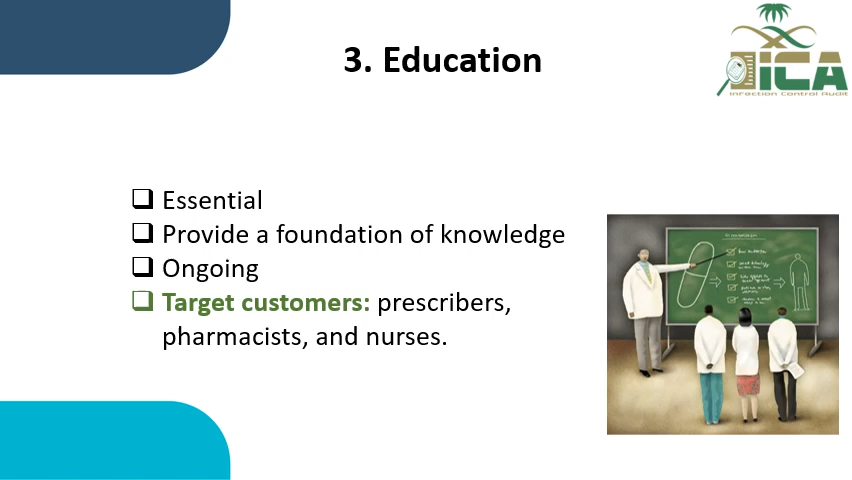 3. Education
ICA
Infection Control Audit
❑ Essential
❑ Provide a foundation of knowledge
❑ Ongoing
❑ Target customers: prescribers,
pharmacists, and nurses.